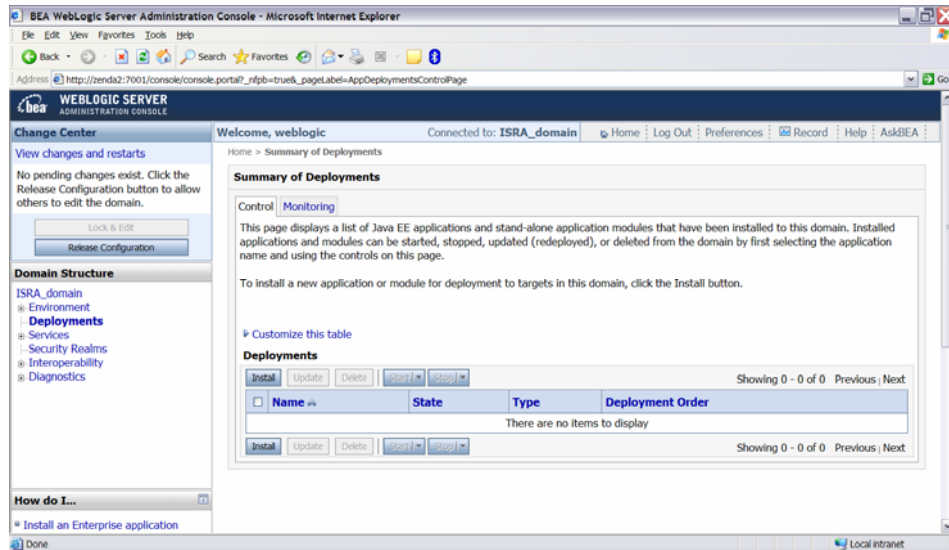 BEA WebLogic Server Administration Console - Microsoft Internet Explorer
File Edit View Favorites Tools Help
Back Search Favorites
Address http://zenda2:7001/console/console.portal?_nfpb=true&_pageLabel=AppDeploymentsControlPage Go
bea WEBLOGIC SERVER
ADMINISTRATION CONSOLE
Change Center
View changes and restarts
No pending changes exist. Click the
Release Configuration button to allow
others to edit the domain.
Lock & Edit
Release Configuration
Domain Structure
ISRA_domain
Environment
Deployments
Services
Security Realms
Interoperability
Diagnostics
How do I...
Install an Enterprise application
Welcome, weblogic Connected to: ISRA_domain Home Log Out Preferences Record Help AskBEA
Home > Summary of Deployments
Summary of Deployments
Control Monitoring
This page displays a list of Java EE applications and stand-alone application modules that have been installed to this domain. Installed
applications and modules can be started, stopped, updated (redeployed), or deleted from the domain by first selecting the application
name and using the controls on this page.
To install a new application or module for deployment to targets in this domain, click the Install button.
Customize this table
Deployments
Install Update Delete Start Stop Showing 0 - 0 of 0 Previous | Next
Name State Type Deployment Order
There are no items to display
Install Update Delete Start Stop Showing 0 - 0 of 0 Previous | Next
Done Local intranet